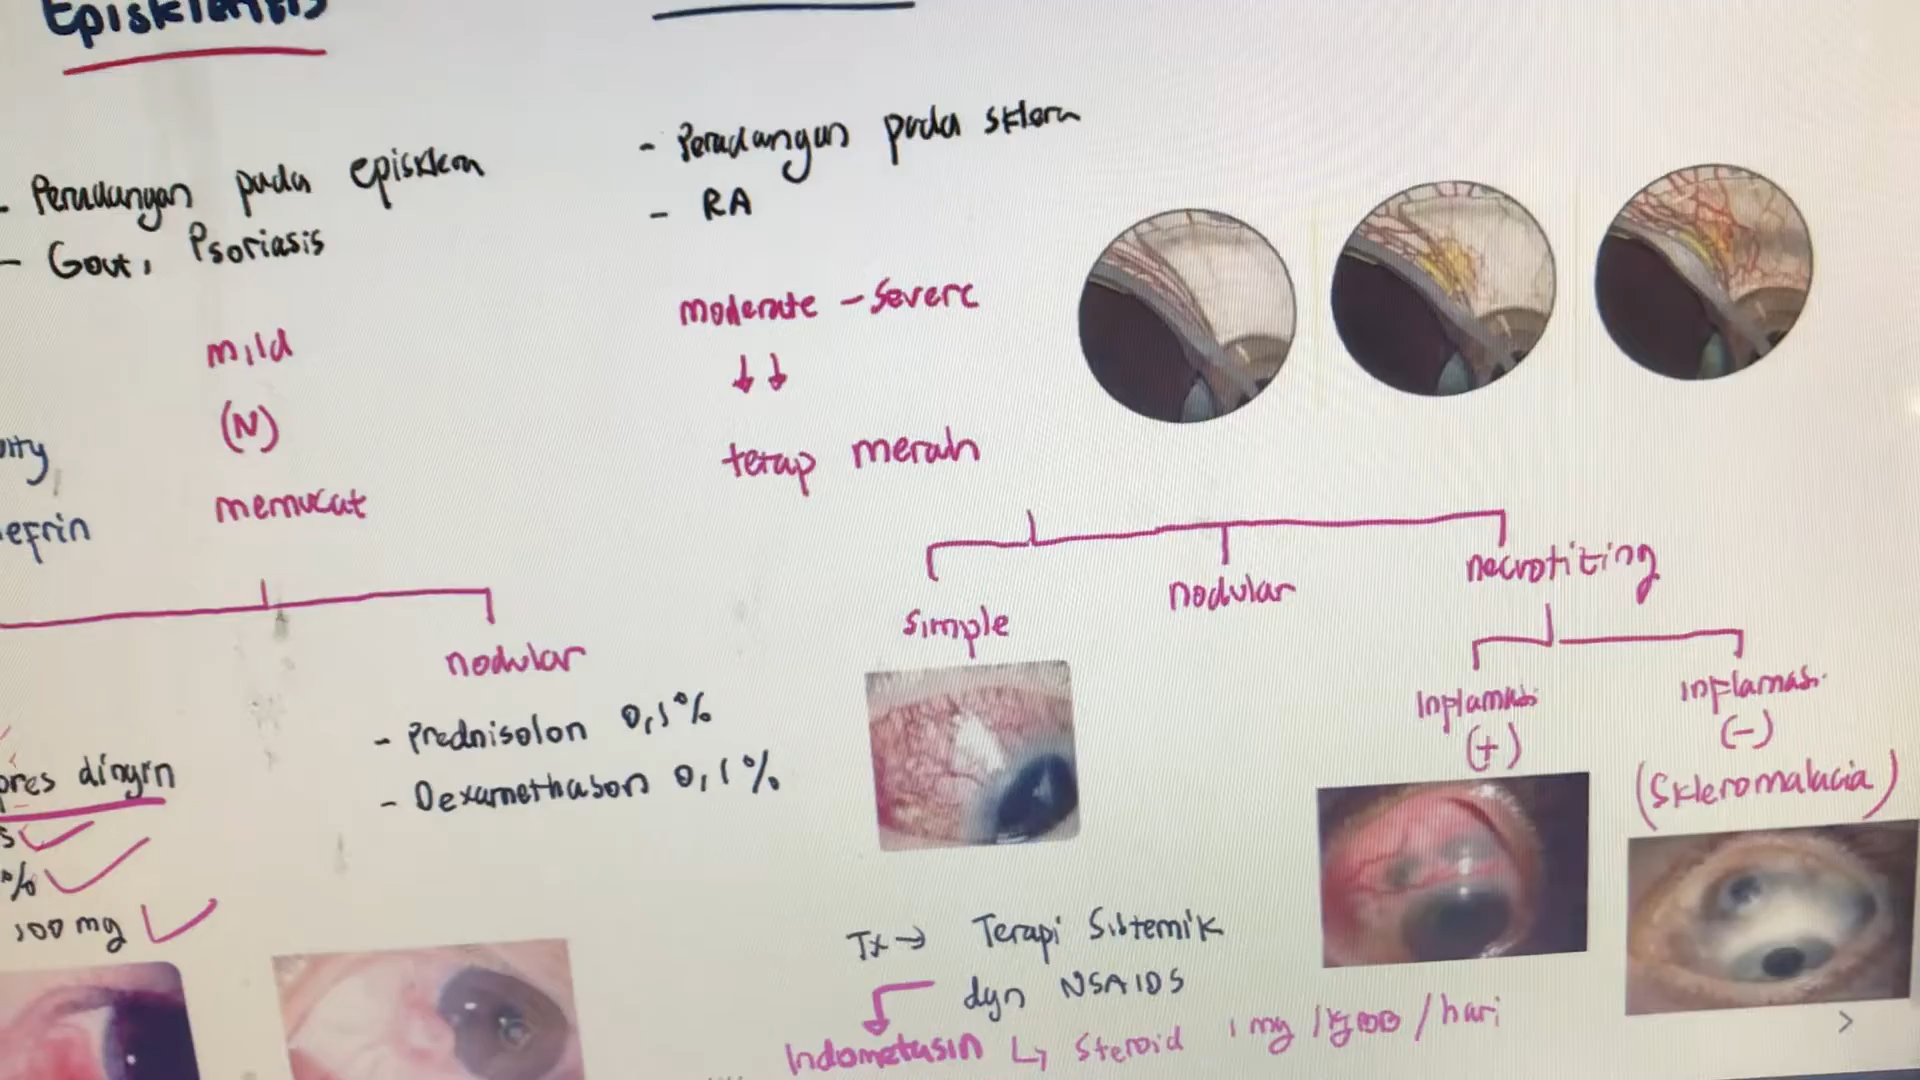 Episkleritis
- Peradangan pada episklera
- Gout, Psoriasis
mild
(N)
memucat
nodular
- Prednisolon 0,1%
- Dexamethason 0,1%
dingin
%
100 mg
- Peradangan pada sklera
- RA
moderate - Severe
↓↓
tetap merah
simple
nodular
necrotizing
Inflamasi
(+)
inflamasi
(-)
(Skleromalacia)
Tx → Terapi Sistemik
dgn NSAIDS
Indometasin ↳ Steroid 1 mg /kgBB /hari